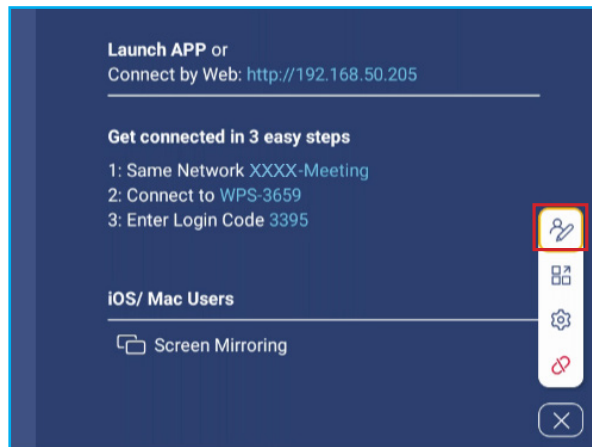 Launch APP or
Connect by Web: http://192.168.50.205
Get connected in 3 easy steps
1: Same Network XXXX-Meeting
2: Connect to WPS-3659
3: Enter Login Code 3395
iOS/ Mac Users
Screen Mirroring